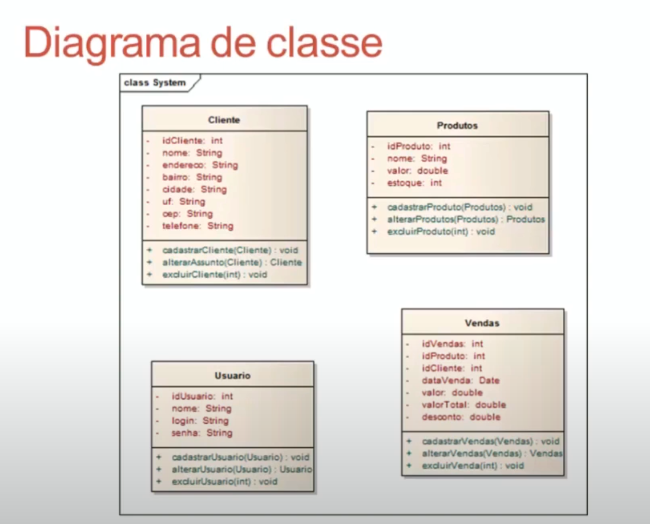 Diagrama de classe
class System
Cliente
- idCliente: int
- nome: String
- endereco: String
- bairro: String
- cidade: String
- uf: String
- cep: String
- telefone: String
+ cadastrarCliente(Cliente) : void
+ alterarAssunto(Cliente) : Cliente
+ excluirCliente(int) : void
Produtos
- idProduto: int
- nome: String
- valor: double
- estoque: int
+ cadastrarProduto(Produtos) : void
+ alterarProdutos(Produtos) : Produtos
+ excluirProduto(int) : void
Usuario
- idUsuario: int
- nome: String
- login: String
- senha: String
+ cadastrarUsuario(Usuario) : void
+ alterarUsuario(Usuario) : Usuario
+ excluirUsuario(int) : void
Vendas
- idVendas: int
- idProduto: int
- idCliente: int
- dataVenda: Date
- valor: double
- valorTotal: double
- desconto: double
+ cadastrarVendas(Vendas) : void
+ alterarVendas(Vendas) : Vendas
+ excluirVenda(int) : void